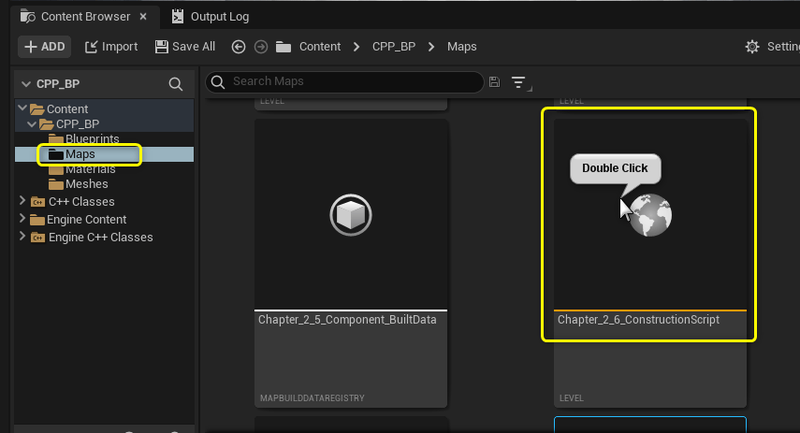 Content Browser
Output Log
ADD
Import
Save All
Content
CPP_BP
Maps
Settin
CPP_BP
Search Maps
Content
CPP_BP
Blueprints
Maps
Materials
Meshes
C++ Classes
Engine Content
Engine C++ Classes
LEVEL
LEVEL
Double Click
Chapter_2_5_Component_BuiltData
Chapter_2_6_ConstructionScript
MAPBUILDDATAREGISTRY
LEVEL